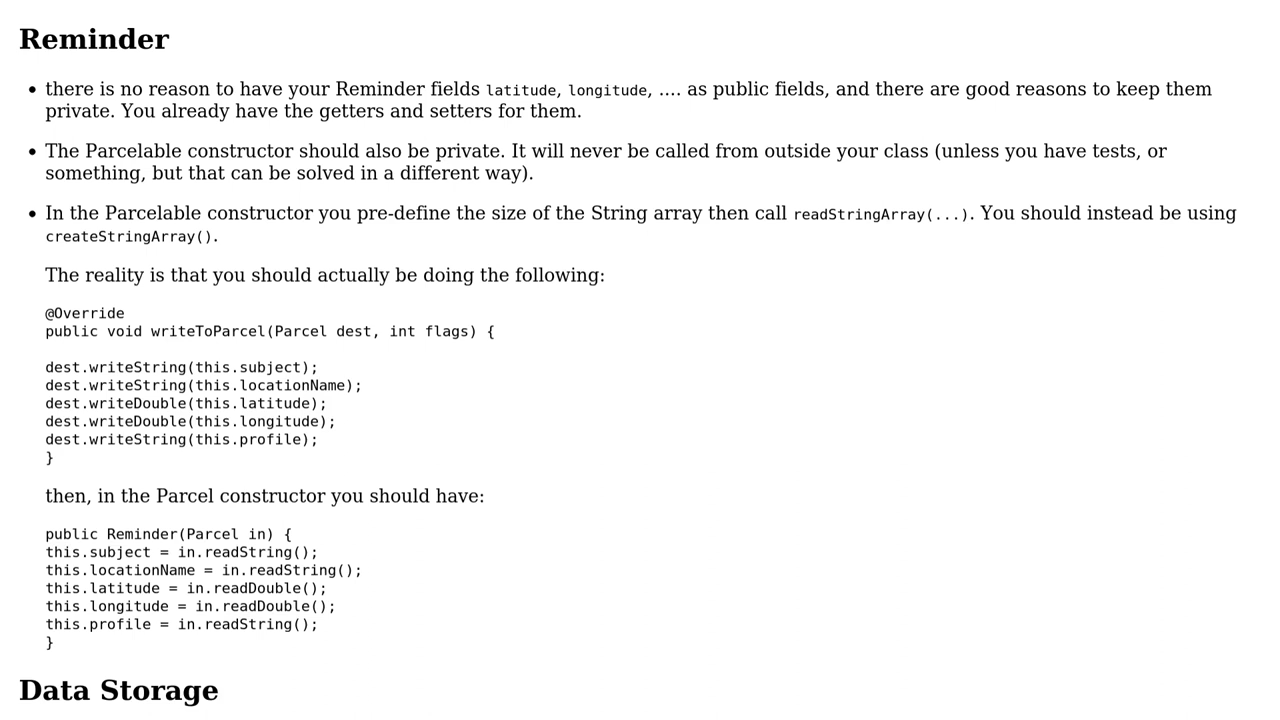 Reminder
• there is no reason to have your Reminder fields latitude, longitude, .... as public fields, and there are good reasons to keep them
private. You already have the getters and setters for them.
• The Parcelable constructor should also be private. It will never be called from outside your class (unless you have tests, or
something, but that can be solved in a different way).
• In the Parcelable constructor you pre-define the size of the String array then call readStringArray(...). You should instead be using
createStringArray().
The reality is that you should actually be doing the following:
@Override
public void writeToParcel(Parcel dest, int flags) {
dest.writeString(this.subject);
dest.writeString(this.locationName);
dest.writeDouble(this.latitude);
dest.writeDouble(this.longitude);
dest.writeString(this.profile);
}
then, in the Parcel constructor you should have:
public Reminder(Parcel in) {
this.subject = in.readString();
this.locationName = in.readString();
this.latitude = in.readDouble();
this.longitude = in.readDouble();
this.profile = in.readString();
}
Data Storage